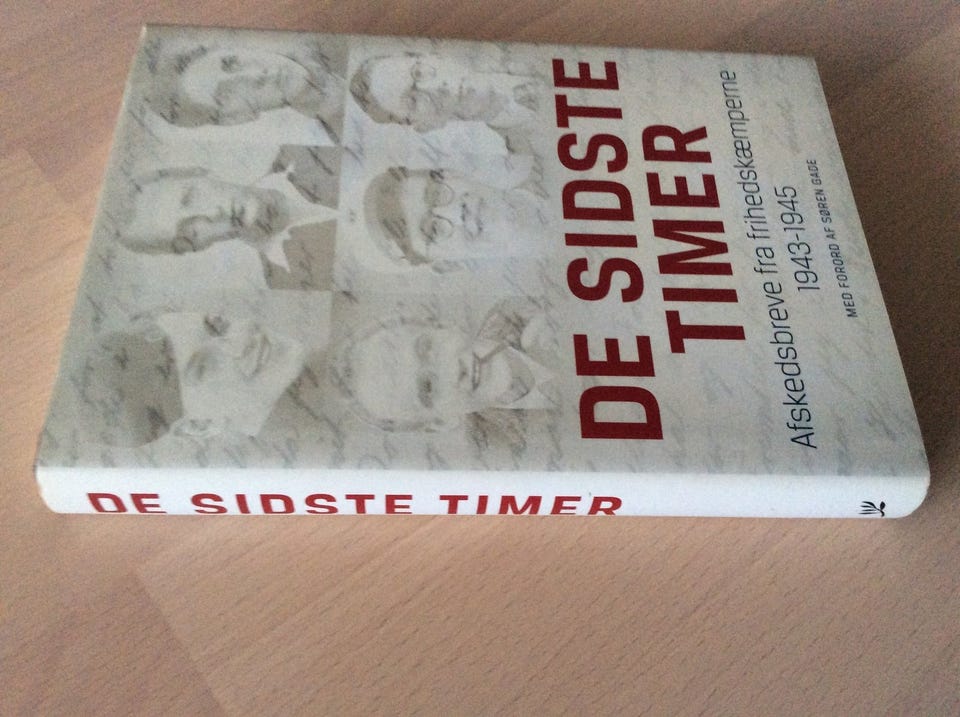 DE SIDSTE
TIMER
Afskedsbreve fra frihedskæmperne
1943-1945
MED FORORD AF SØREN GADE
DE SIDSTE TIMER